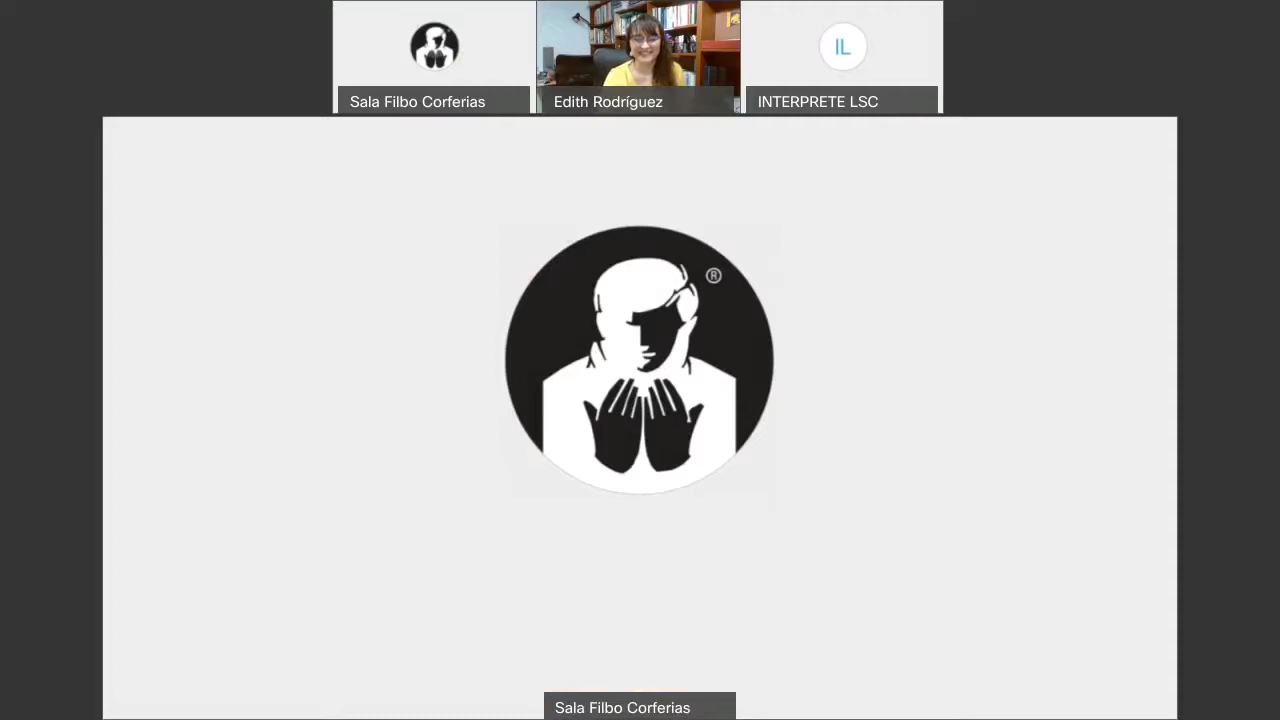 Sala Filbo Corferias
Edith Rodríguez
IL
INTERPRETE LSC
®
Sala Filbo Corferias